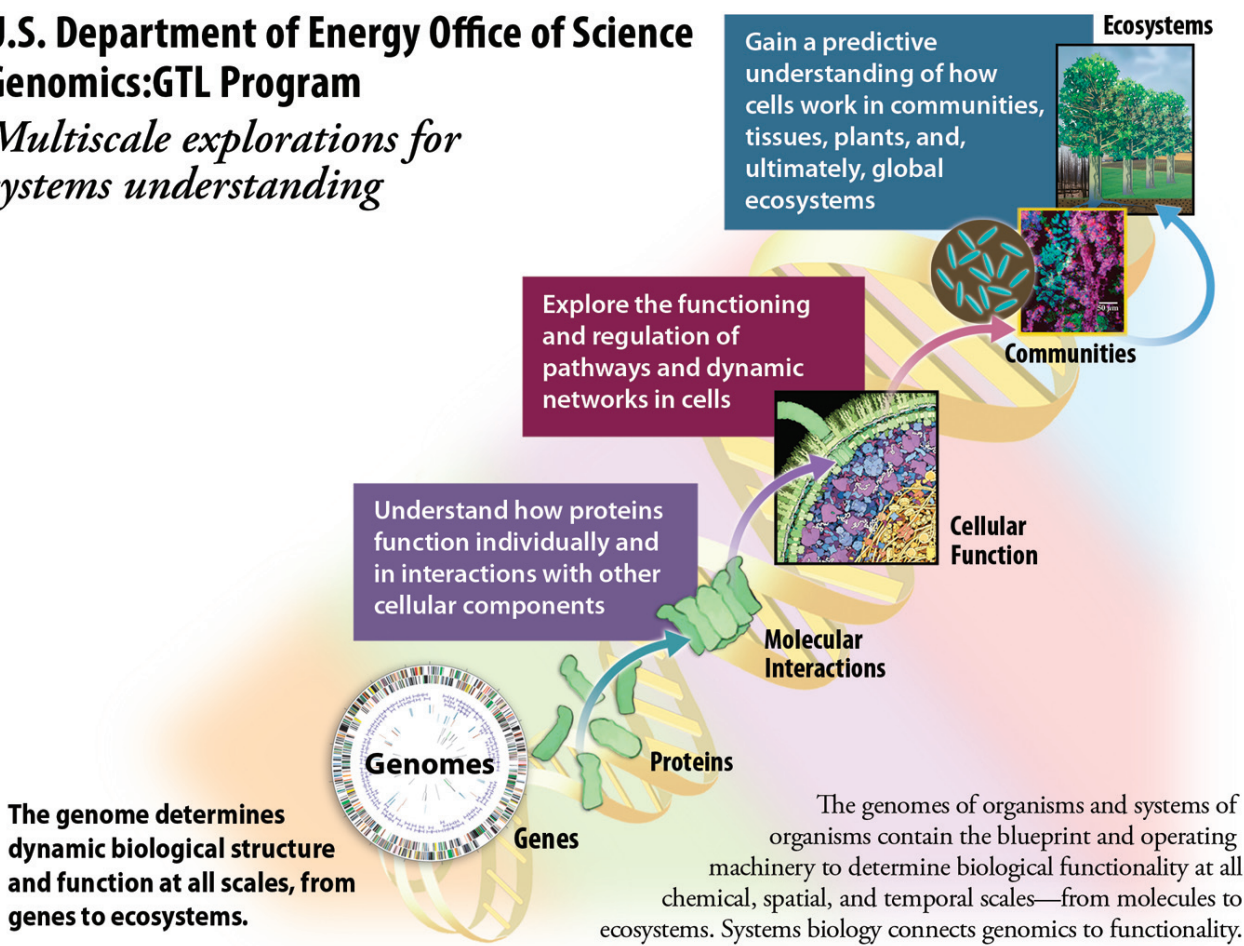 U.S. Department of Energy Office of Science
Genomics:GTL Program
Multiscale explorations for
systems understanding
Ecosystems
Gain a predictive
understanding of how
cells work in communities,
tissues, plants, and,
ultimately, global
ecosystems
50 µm
Communities
Explore the functioning
and regulation of
pathways and dynamic
networks in cells
Cellular
Function
Understand how proteins
function individually and
in interactions with other
cellular components
Molecular
Interactions
Genomes
Proteins
Genes
The genome determines
dynamic biological structure
and function at all scales, from
genes to ecosystems.
The genomes of organisms and systems of
organisms contain the blueprint and operating
machinery to determine biological functionality at all
chemical, spatial, and temporal scales—from molecules to
ecosystems. Systems biology connects genomics to functionality.